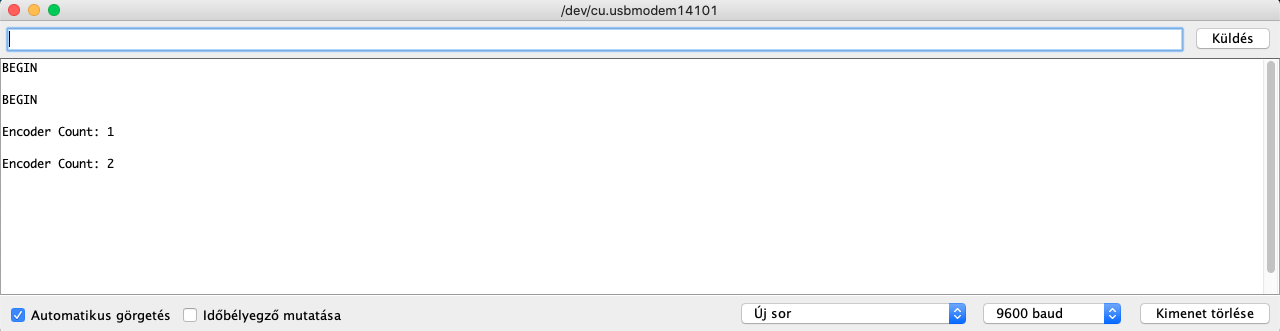 /dev/cu.usbmodem14101
Küldés
BEGIN
BEGIN
Encoder Count: 1
Encoder Count: 2
Automatikus görgetés
Időbélyegző mutatása
Új sor
9600 baud
Kimenet törlése